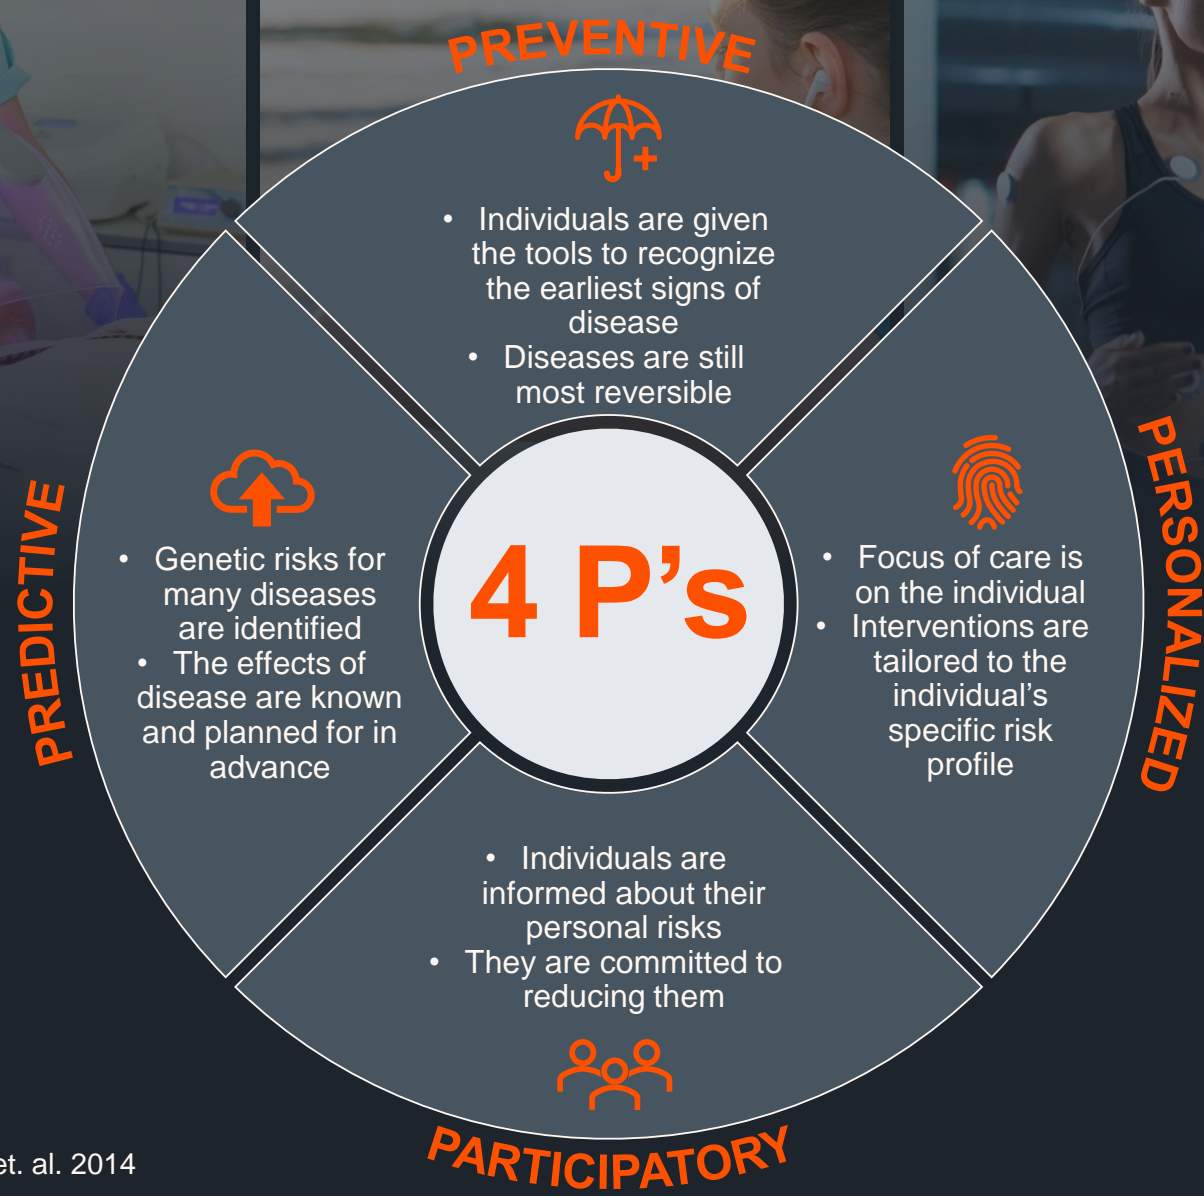 PREVENTIVE
• Individuals are given
the tools to recognize
the earliest signs of
disease
• Diseases are still
most reversible
PREDICTIVE
• Genetic risks for
many diseases
are identified
• The effects of
disease are known
and planned for in
advance
4 P’s
• Focus of care is
on the individual
• Interventions are
tailored to the
individual’s
specific risk
profile
PERSONALIZED
• Individuals are
informed about their
personal risks
• They are committed to
reducing them
PARTICIPATORY
et. al. 2014